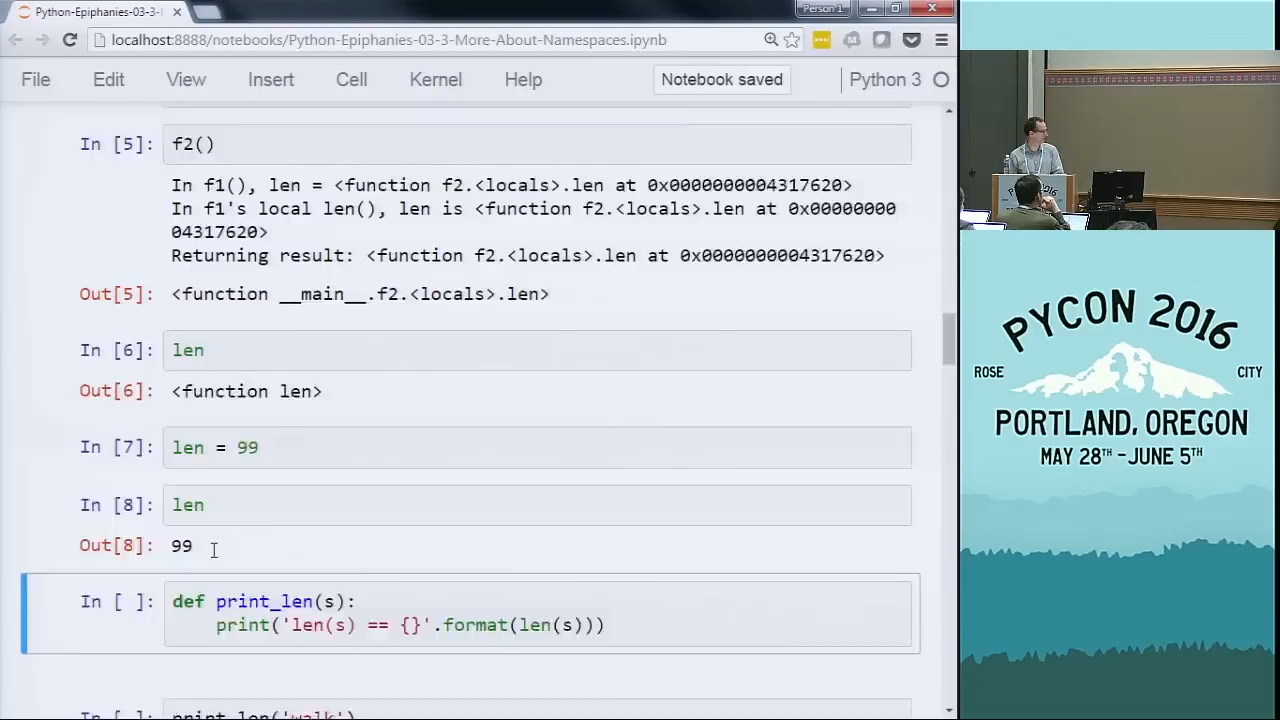 Python-Epiphanies-03-3-
Person 1
localhost:8888/notebooks/Python-Epiphanies-03-3-More-About-Namespaces.ipynb
File Edit View Insert Cell Kernel Help Notebook saved Python 3
In [5]: f2()
In f1(), len = <function f2.<locals>.len at 0x0000000004317620>
In f1's local len(), len is <function f2.<locals>.len at 0x00000000
04317620>
Returning result: <function f2.<locals>.len at 0x0000000004317620>
Out[5]: <function __main__.f2.<locals>.len>
In [6]: len
Out[6]: <function len>
In [7]: len = 99
In [8]: len
Out[8]: 99
In [ ]: def print_len(s):
print('len(s) == {}'.format(len(s)))
In [ ]: print_len('walk')
PYCON 2016
PYCON 2016
ROSE CITY
PORTLAND, OREGON
MAY 28TH - JUNE 5TH